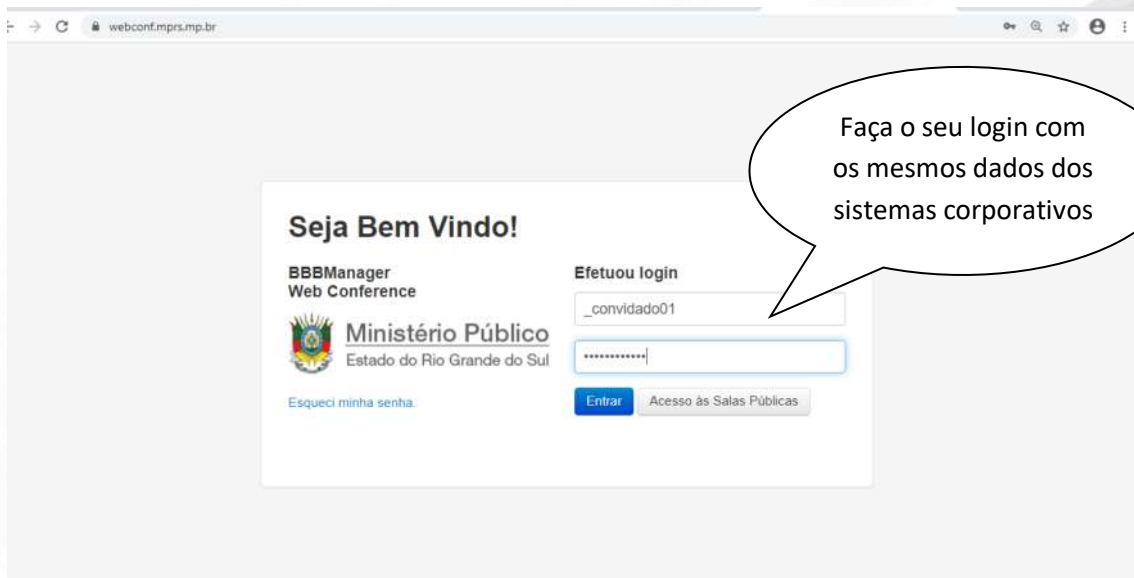 webconf.mprs.mp.br
Faça o seu login com
os mesmos dados dos
sistemas corporativos
Seja Bem Vindo!
BBBManager
Web Conference
Ministério Público
Estado do Rio Grande do Sul
Esqueci minha senha.
Efetuou login
_convidado01
••••••••••••
Entrar
Acesso às Salas Públicas